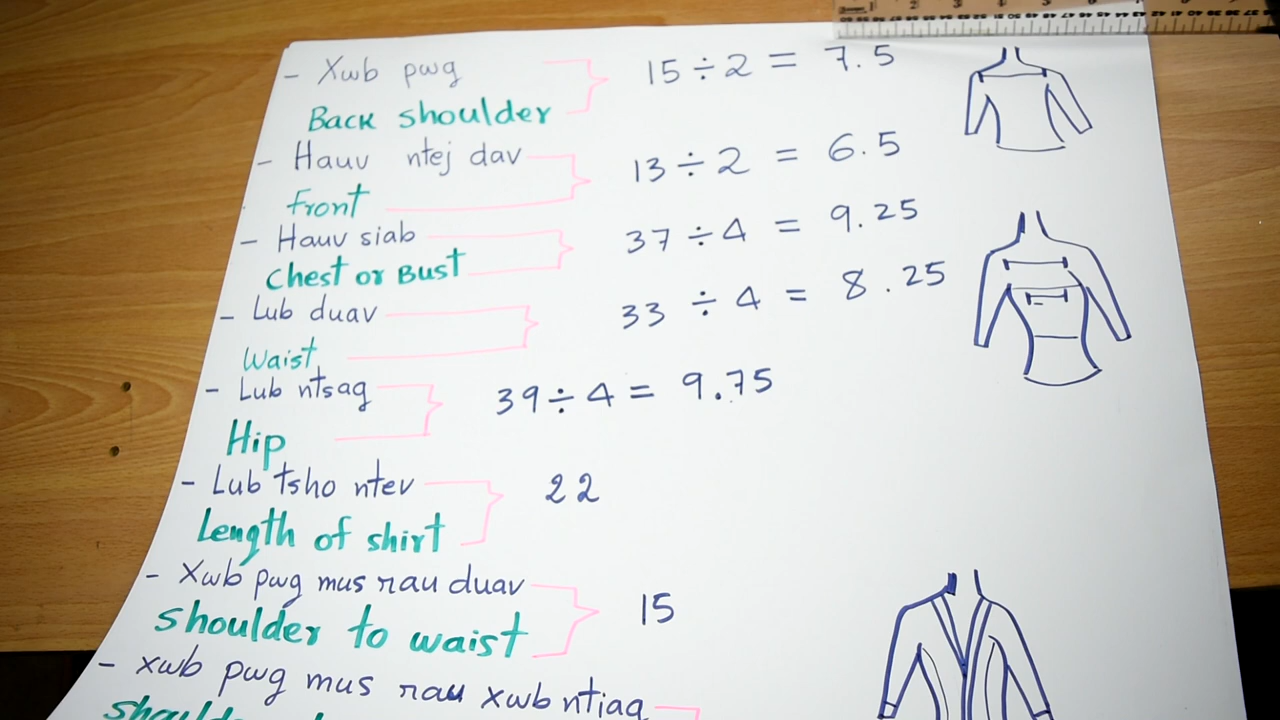 - Xwb pwg 15 ÷ 2 = 7.5
Back shoulder
- Hauv ntej dav 13 ÷ 2 = 6.5
Front
- Hauv siab 37 ÷ 4 = 9.25
Chest or Bust
- Lub duav 33 ÷ 4 = 8.25
Waist
- Lub ntsag 39 ÷ 4 = 9.75
Hip
- Lub tsho ntev 22
Length of shirt
- Xwb pwg mus rau duav 15
shoulder to waist
- xwb pwg mus rau xwb ntiag